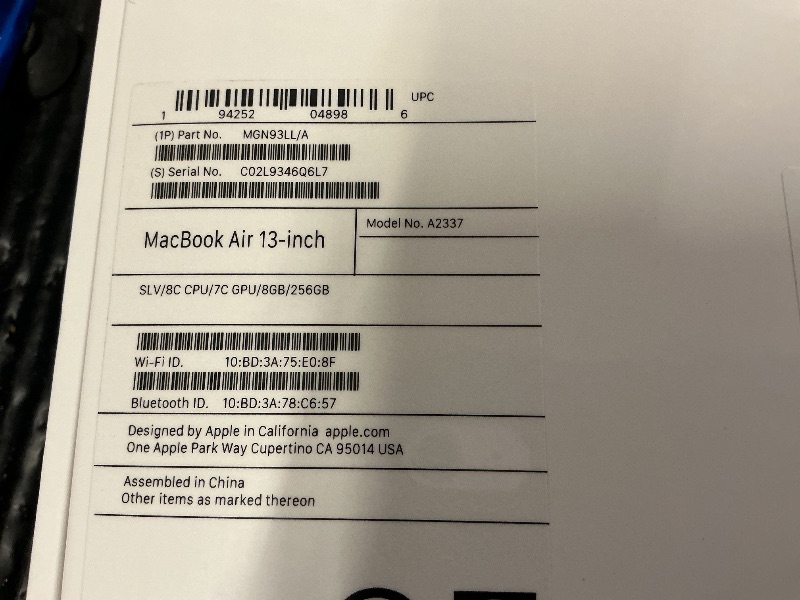 UPC
1 94252 04898 6
(1P) Part No. MGN93LL/A
(S) Serial No. C02L9346Q6L7
MacBook Air 13-inch
Model No. A2337
SLV/8C CPU/7C GPU/8GB/256GB
Wi-Fi ID. 10:BD:3A:75:E0:8F
Bluetooth ID. 10:BD:3A:78:C6:57
Designed by Apple in California apple.com
One Apple Park Way Cupertino CA 95014 USA
Assembled in China
Other items as marked thereon